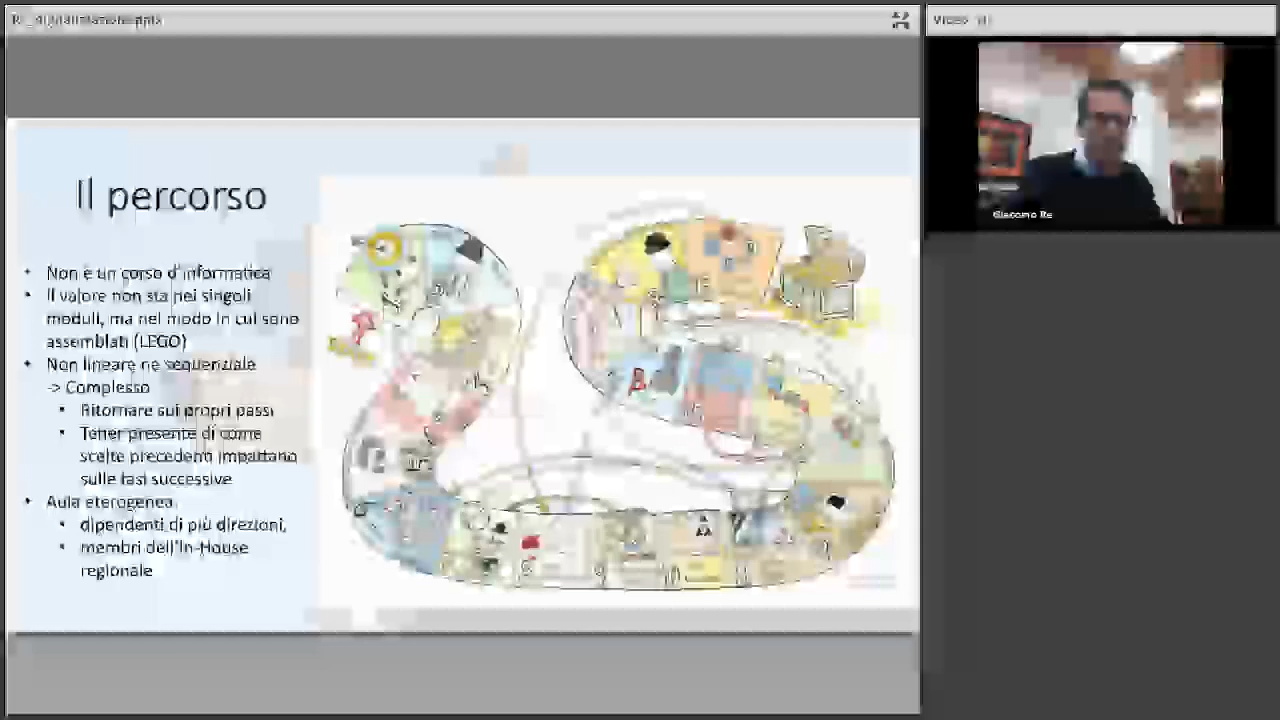 Video
Giacomo Re
Il percorso
• Non è un corso d'informatica
• Il valore non sta nei singoli
moduli, ma nel modo in cui sono
assemblati (LEGO)
• Non lineare né sequenziale
-> Complesso
• Ritornare sui propri passi
• Tener presente di come
scelte precedenti impattano
sulle fasi successive
• Aula eterogenea
• dipendenti di più direzioni,
• membri dell'In-House
regionale